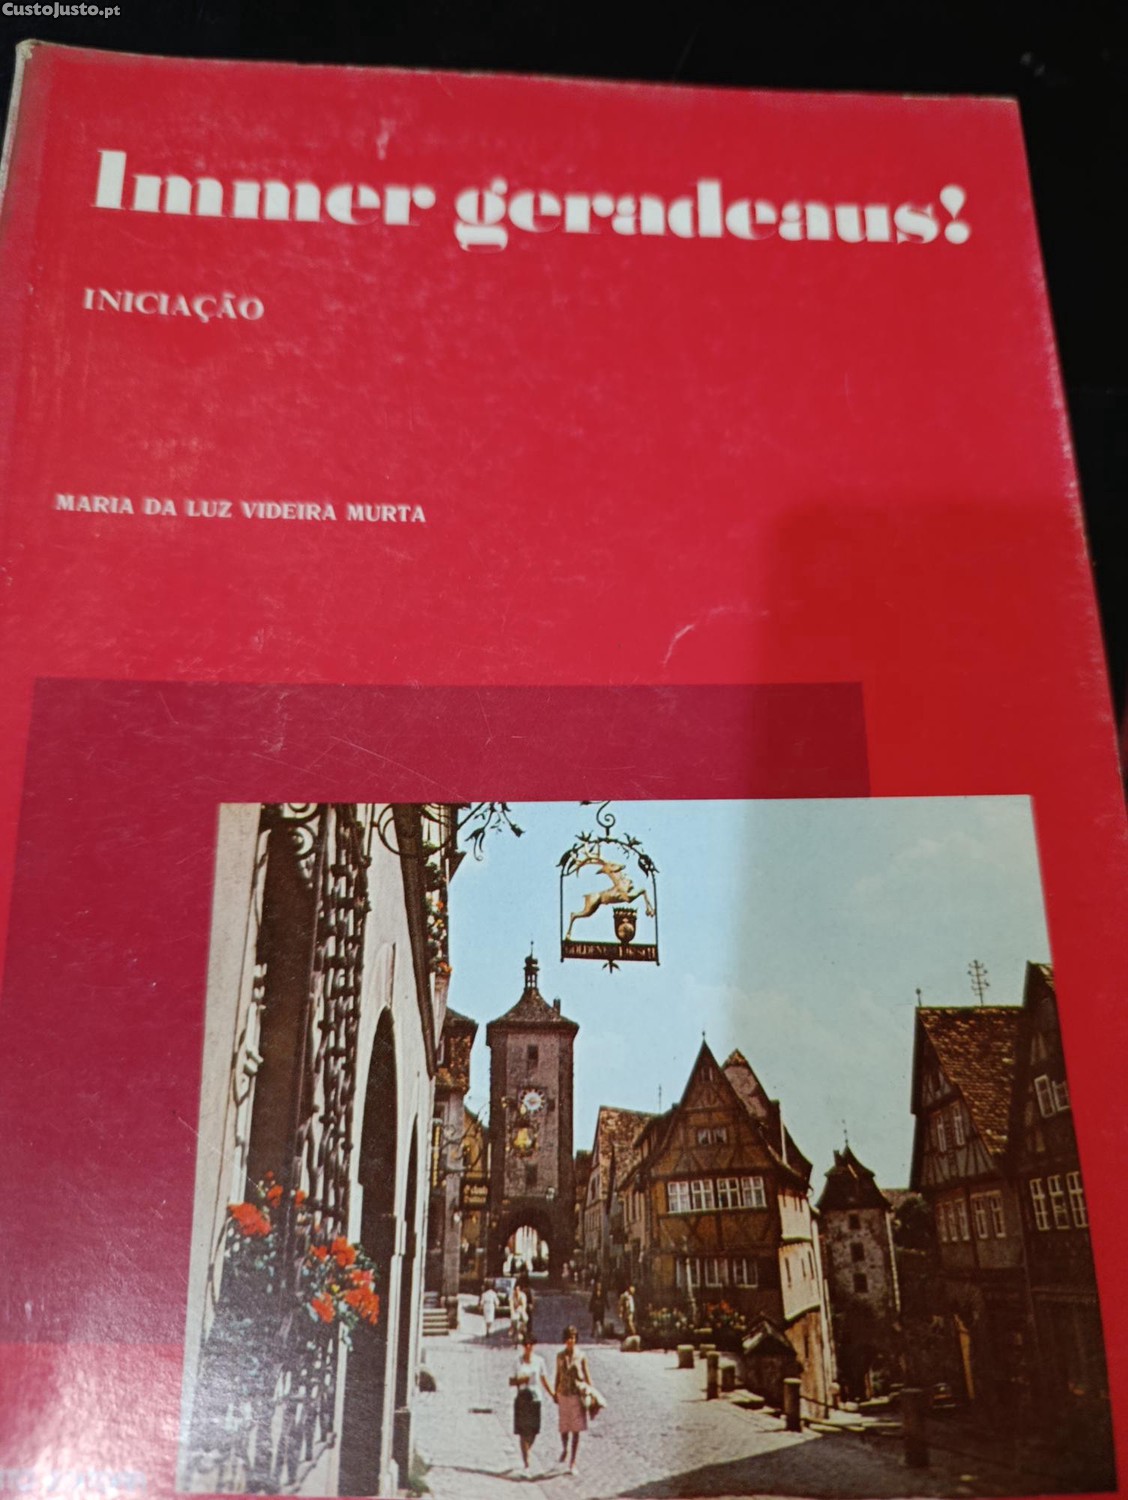 CustoJusto.pt
Immer geradeaus!
INICIAÇÃO
MARIA DA LUZ VIDEIRA MURTA